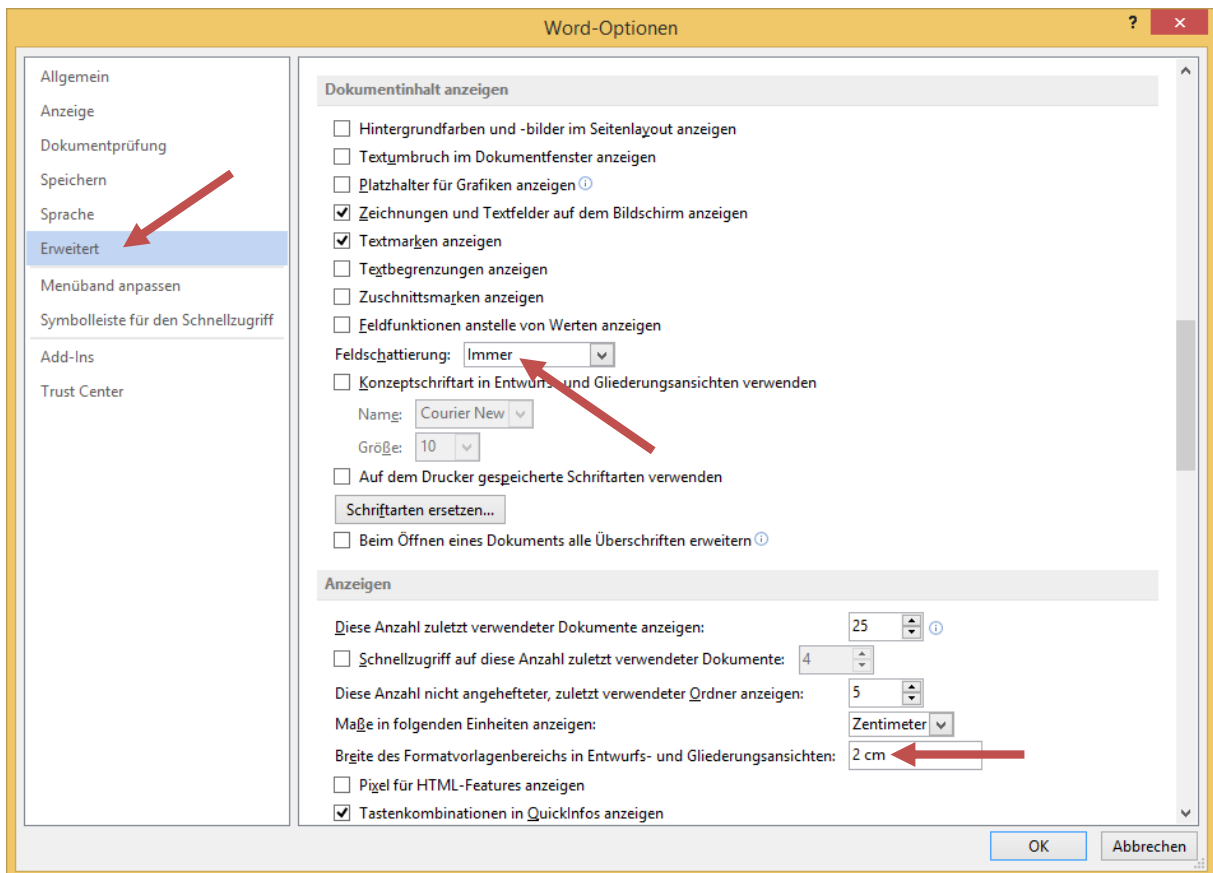 Word-Optionen
?
Allgemein
Anzeige
Dokumentprüfung
Speichern
Sprache
Erweitert
Menüband anpassen
Symbolleiste für den Schnellzugriff
Add-Ins
Trust Center
Dokumentinhalt anzeigen
Hintergrundfarben und -bilder im Seitenlayout anzeigen
Textumbruch im Dokumentfenster anzeigen
Platzhalter für Grafiken anzeigen
Zeichnungen und Textfelder auf dem Bildschirm anzeigen
Textmarken anzeigen
Textbegrenzungen anzeigen
Zuschnittsmarken anzeigen
Feldfunktionen anstelle von Werten anzeigen
Feldschattierung: Immer
Konzeptschriftart in Entwurfs- und Gliederungsansichten verwenden
Name: Courier New
Größe: 10
Auf dem Drucker gespeicherte Schriftarten verwenden
Schriftarten ersetzen...
Beim Öffnen eines Dokuments alle Überschriften erweitern
Anzeigen
Diese Anzahl zuletzt verwendeter Dokumente anzeigen: 25
Schnellzugriff auf diese Anzahl zuletzt verwendeter Dokumente: 4
Diese Anzahl nicht angehefteter, zuletzt verwendeter Ordner anzeigen: 5
Maße in folgenden Einheiten anzeigen: Zentimeter
Breite des Formatvorlagenbereichs in Entwurfs- und Gliederungsansichten: 2 cm
Pixel für HTML-Features anzeigen
Tastenkombinationen in QuickInfos anzeigen
OK Abbrechen